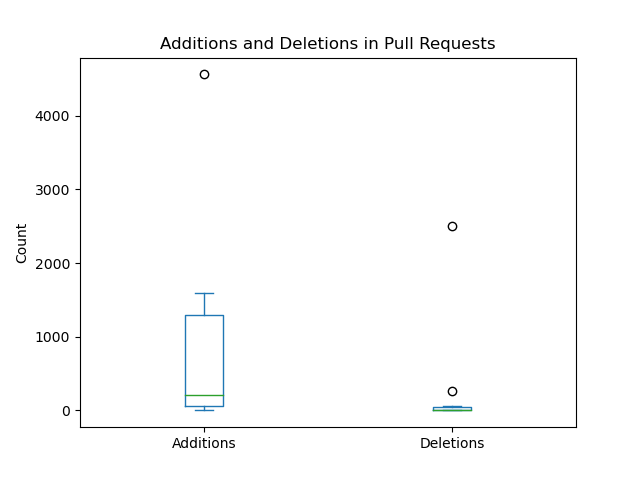 Additions and Deletions in Pull Requests
4000
3000
2000
1000
0
Count
Additions
Deletions